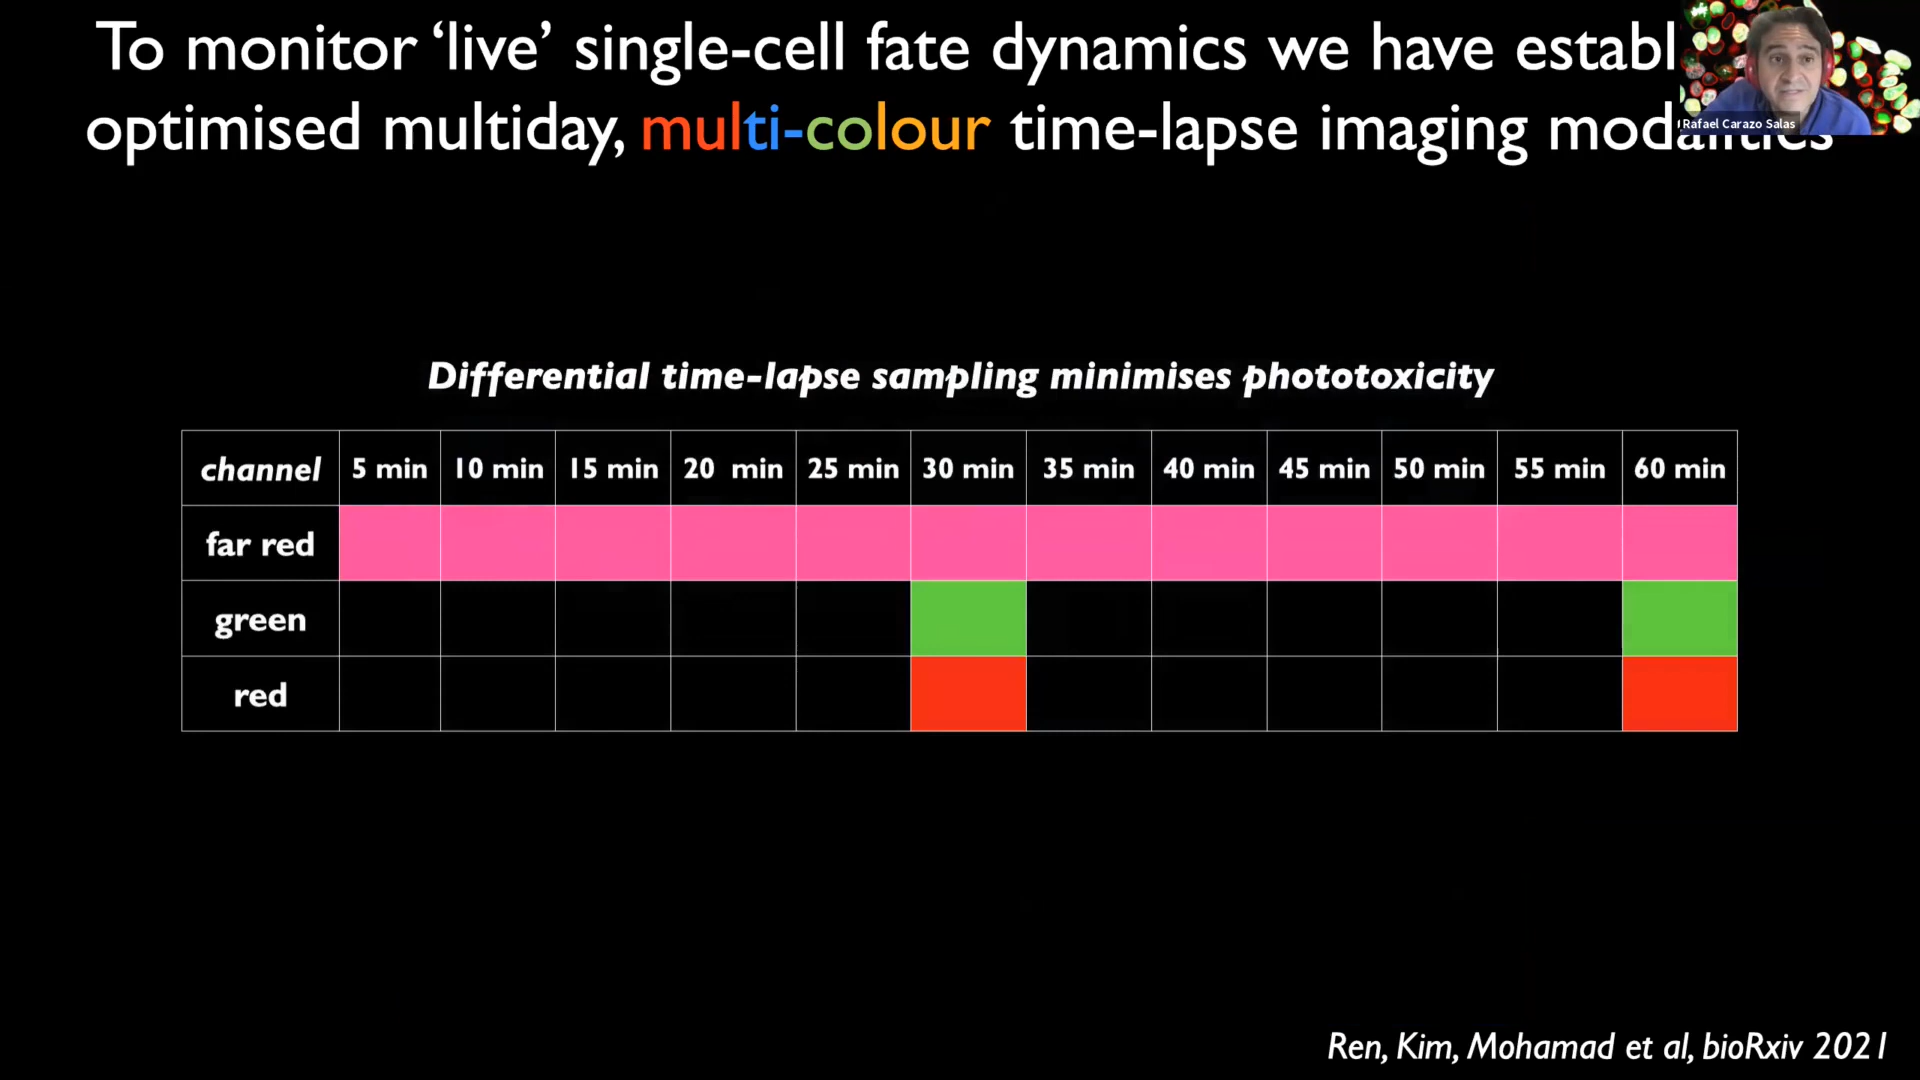 To monitor ‘live’ single-cell fate dynamics we have establ
optimised multiday, multi-colour time-lapse imaging modalities
Rafael Carazo Salas
Differential time-lapse sampling minimises phototoxicity
channel 5 min 10 min 15 min 20 min 25 min 30 min 35 min 40 min 45 min 50 min 55 min 60 min
far red
green
red
Ren, Kim, Mohamad et al, bioRxiv 2021